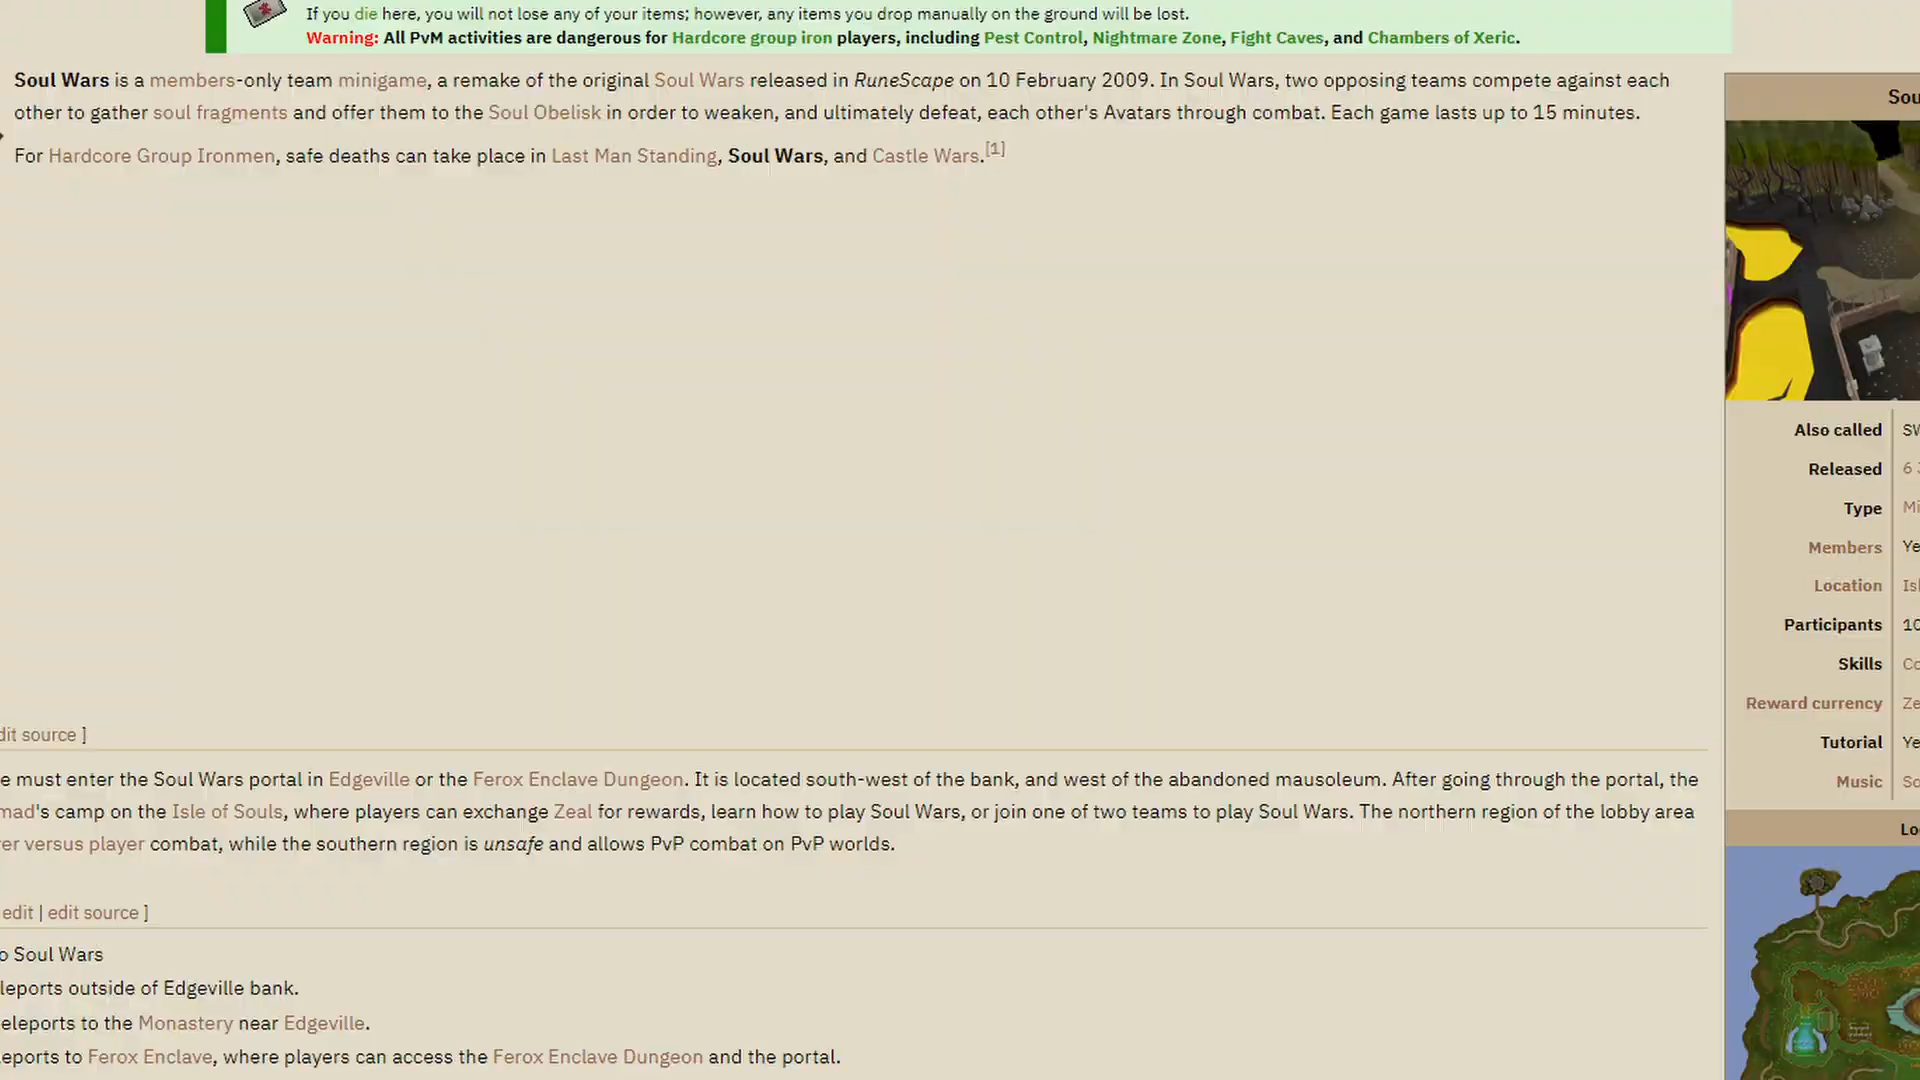 If you die here, you will not lose any of your items; however, any items you drop manually on the ground will be lost.
Warning: All PvM activities are dangerous for Hardcore group iron players, including Pest Control, Nightmare Zone, Fight Caves, and Chambers of Xeric.
Soul Wars is a members-only team minigame, a remake of the original Soul Wars released in RuneScape on 10 February 2009. In Soul Wars, two opposing teams compete against each
other to gather soul fragments and offer them to the Soul Obelisk in order to weaken, and ultimately defeat, each other's Avatars through combat. Each game lasts up to 15 minutes.
For Hardcore Group Ironmen, safe deaths can take place in Last Man Standing, Soul Wars, and Castle Wars.[1]
dit source ]
e must enter the Soul Wars portal in Edgeville or the Ferox Enclave Dungeon. It is located south-west of the bank, and west of the abandoned mausoleum. After going through the portal, the
mad's camp on the Isle of Souls, where players can exchange Zeal for rewards, learn how to play Soul Wars, or join one of two teams to play Soul Wars. The northern region of the lobby area
er versus player combat, while the southern region is unsafe and allows PvP combat on PvP worlds.
edit | edit source ]
o Soul Wars
leports outside of Edgeville bank.
eleports to the Monastery near Edgeville.
eports to Ferox Enclave, where players can access the Ferox Enclave Dungeon and the portal.
Sou
Also called SW
Released 6 J
Type Mi
Members Ye
Location Isl
Participants 10
Skills Co
Reward currency Ze
Tutorial Ye
Music So
Lo